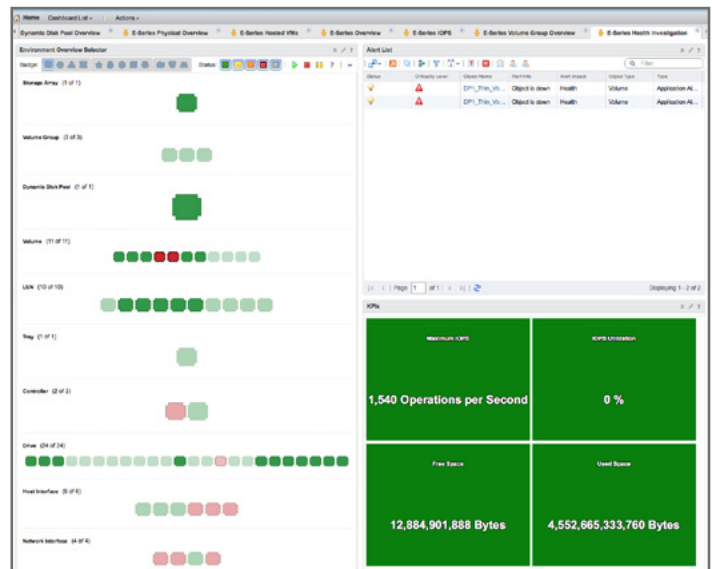 Home Dashboard List Actions
Dynamic Disk Pool Overview E-Series Physical Overview E-Series Hosted VMs E-Series Overview E-Series IOPS E-Series Volume Group Overview E-Series Health Investigation
Environment Overview Selector
Badge: Status:
Storage Array (1 of 1)
Volume Group (3 of 3)
Dynamic Disk Pool (1 of 1)
Volume (11 of 11)
LUN (10 of 10)
Tray (1 of 1)
Controller (2 of 2)
Drive (24 of 24)
Host Interface (6 of 6)
Network Interface (4 of 4)
Alert List
Filter
Status Criticality Level Object Name Alert Info Alert Impact Object Type Type
DP1_Thin_Vo... Object is down Health Volume Application Al...
DP1_Thin_Vo... Object is down Health Volume Application Al...
Page 1 of 1 Displaying 1 - 2 of 2
KPIs
Maximum IOPS
1,540 Operations per Second
IOPS Utilization
0 %
Free Space
12,884,901,888 Bytes
Used Space
4,552,665,333,760 Bytes